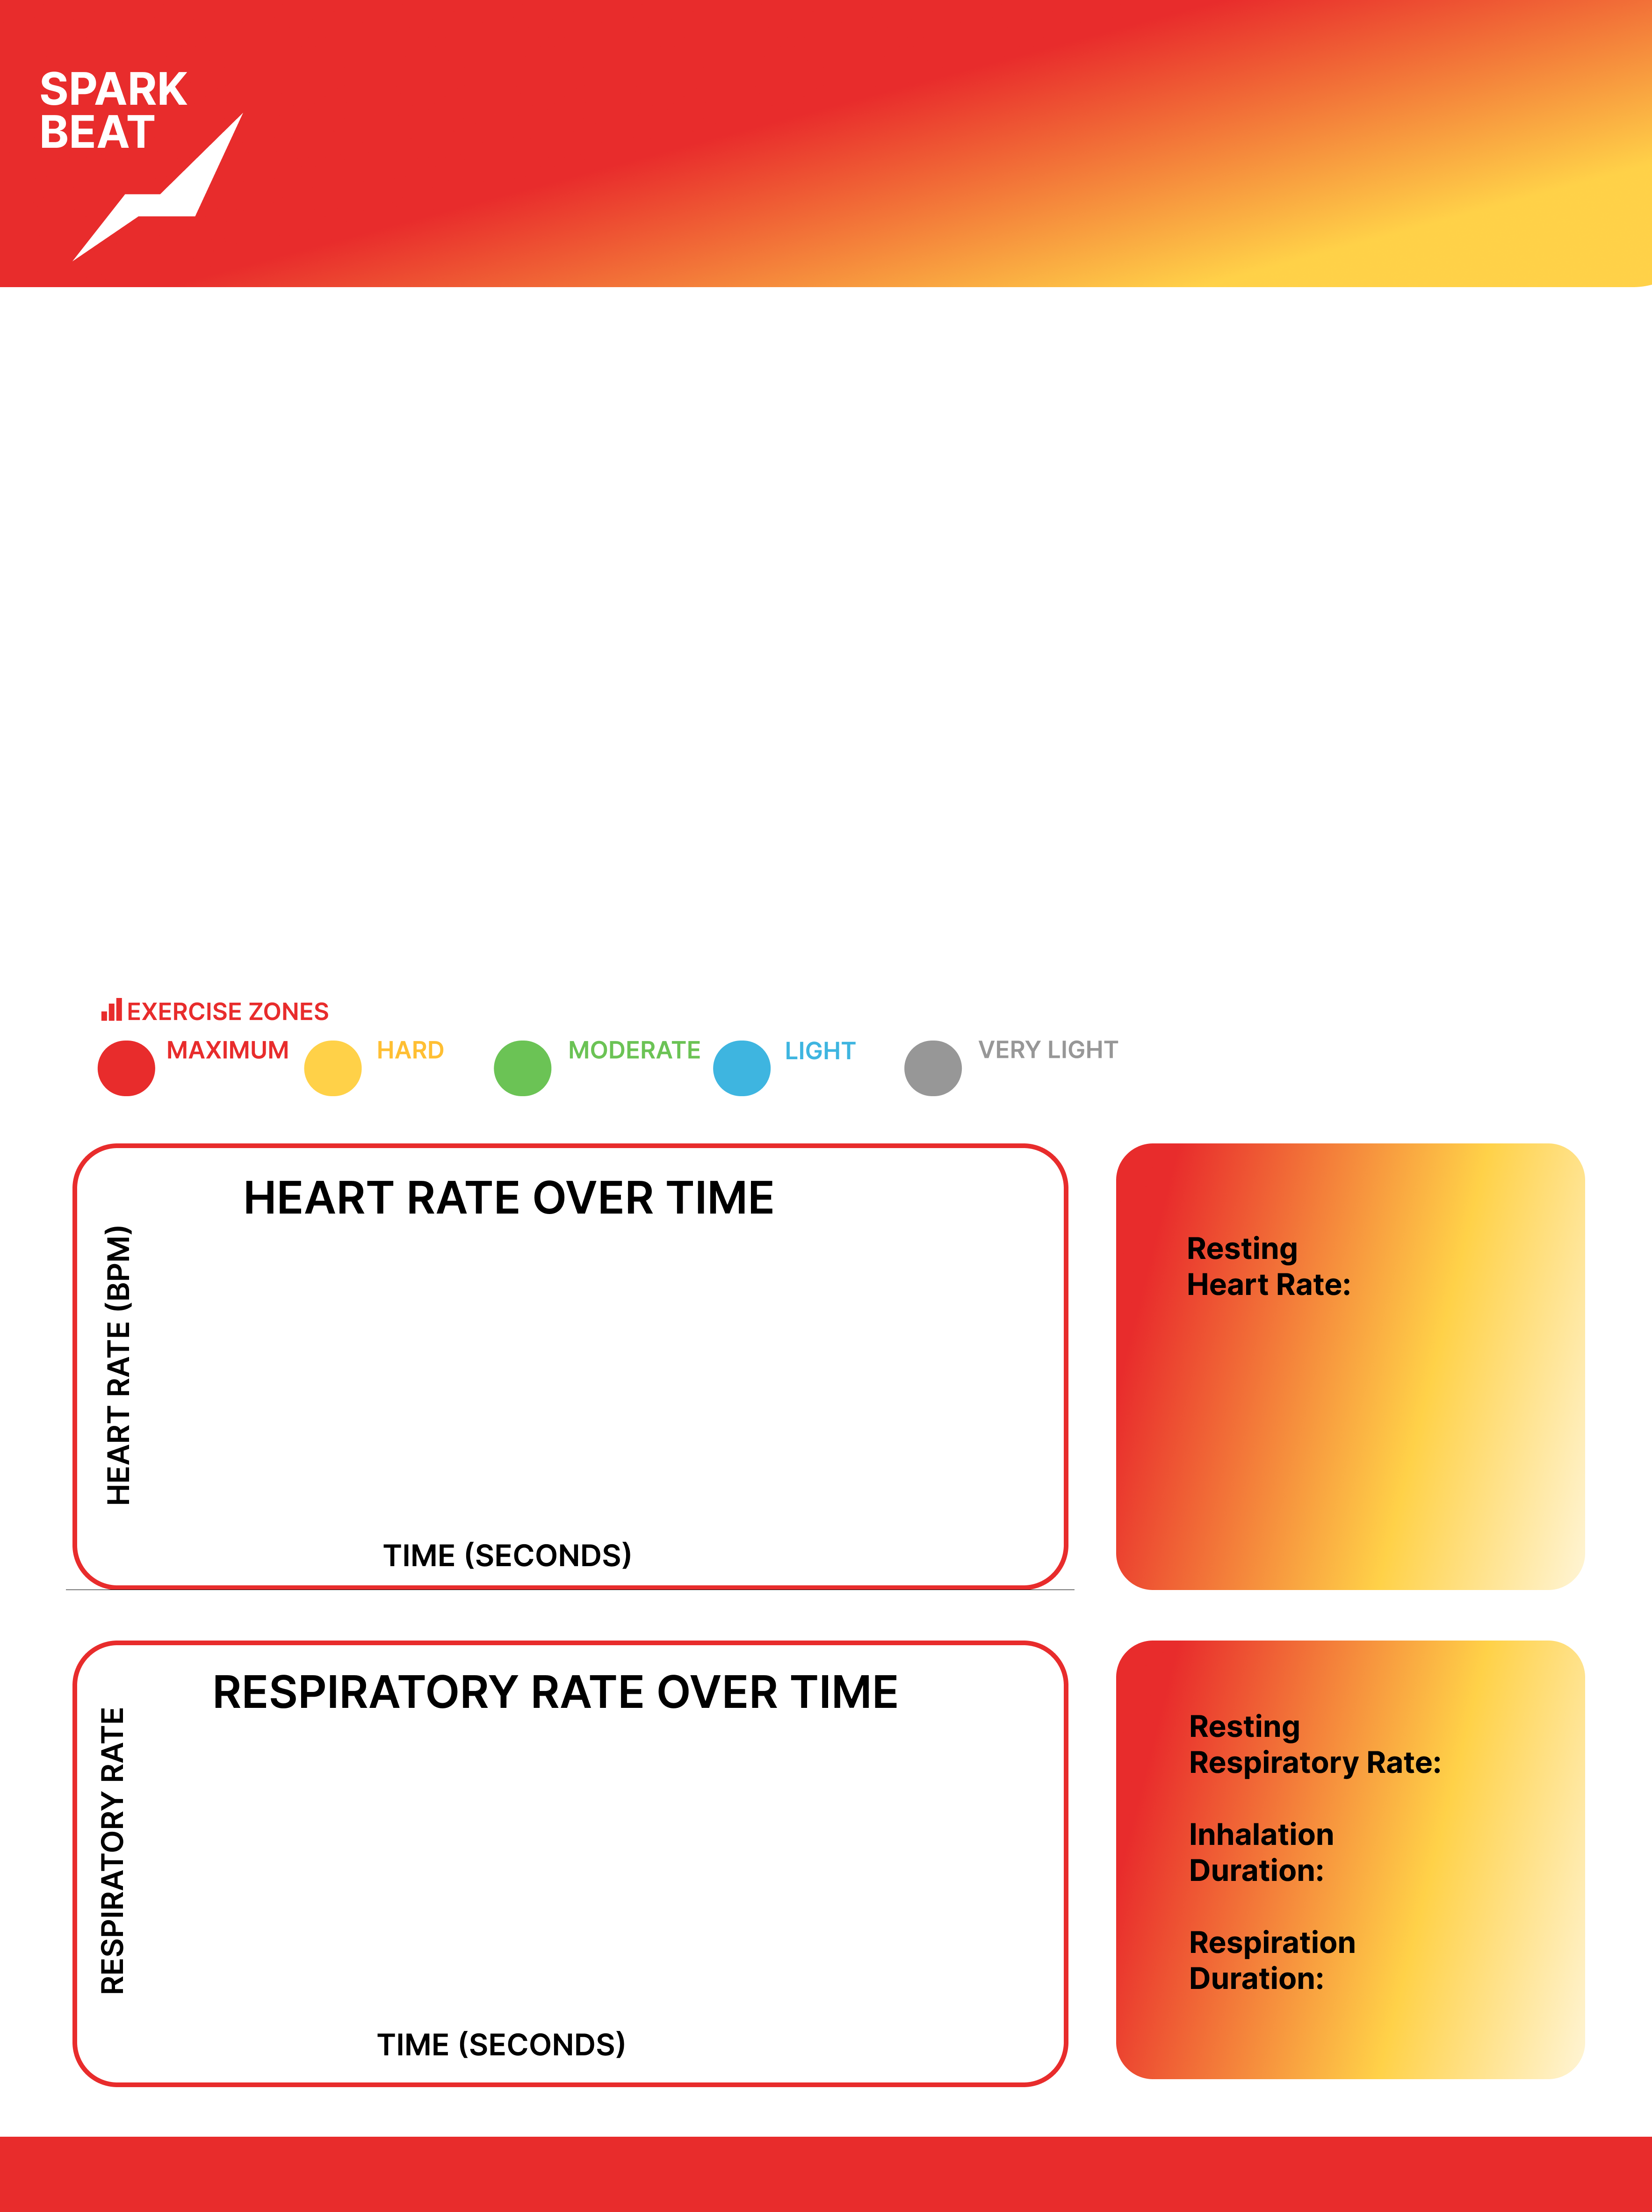 SPARK
BEAT
EXERCISE ZONES
MAXIMUM
HARD
MODERATE
LIGHT
VERY LIGHT
HEART RATE OVER TIME
HEART RATE (BPM)
TIME (SECONDS)
Resting
Heart Rate:
RESPIRATORY RATE OVER TIME
RESPIRATORY RATE
TIME (SECONDS)
Resting
Respiratory Rate:
Inhalation
Duration:
Respiration
Duration: